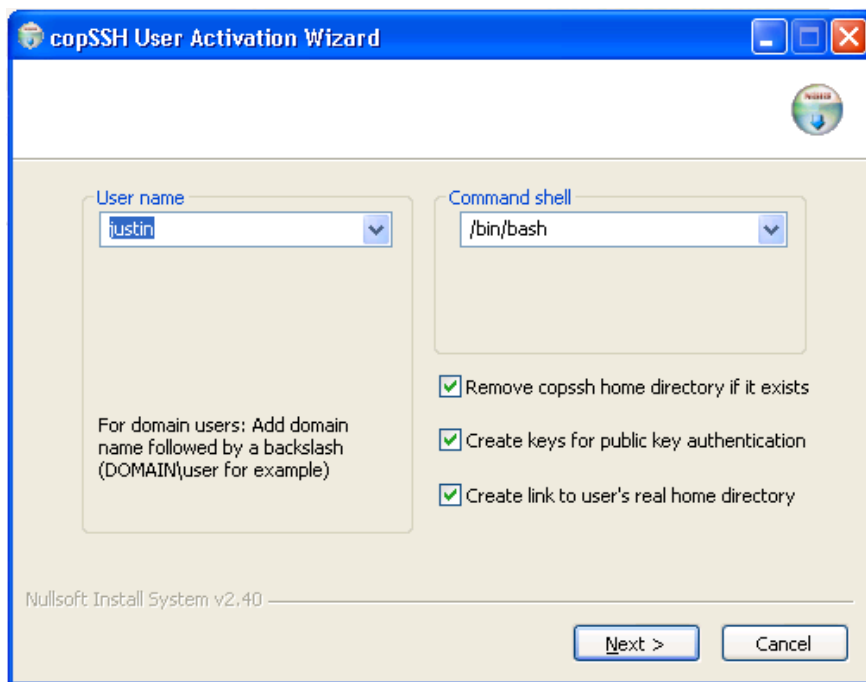 copSSH User Activation Wizard
User name
justin
For domain users: Add domain
name followed by a backslash
(DOMAIN\user for example)
Command shell
/bin/bash
Remove copssh home directory if it exists
Create keys for public key authentication
Create link to user's real home directory
Nullsoft Install System v2.40
Next >
Cancel